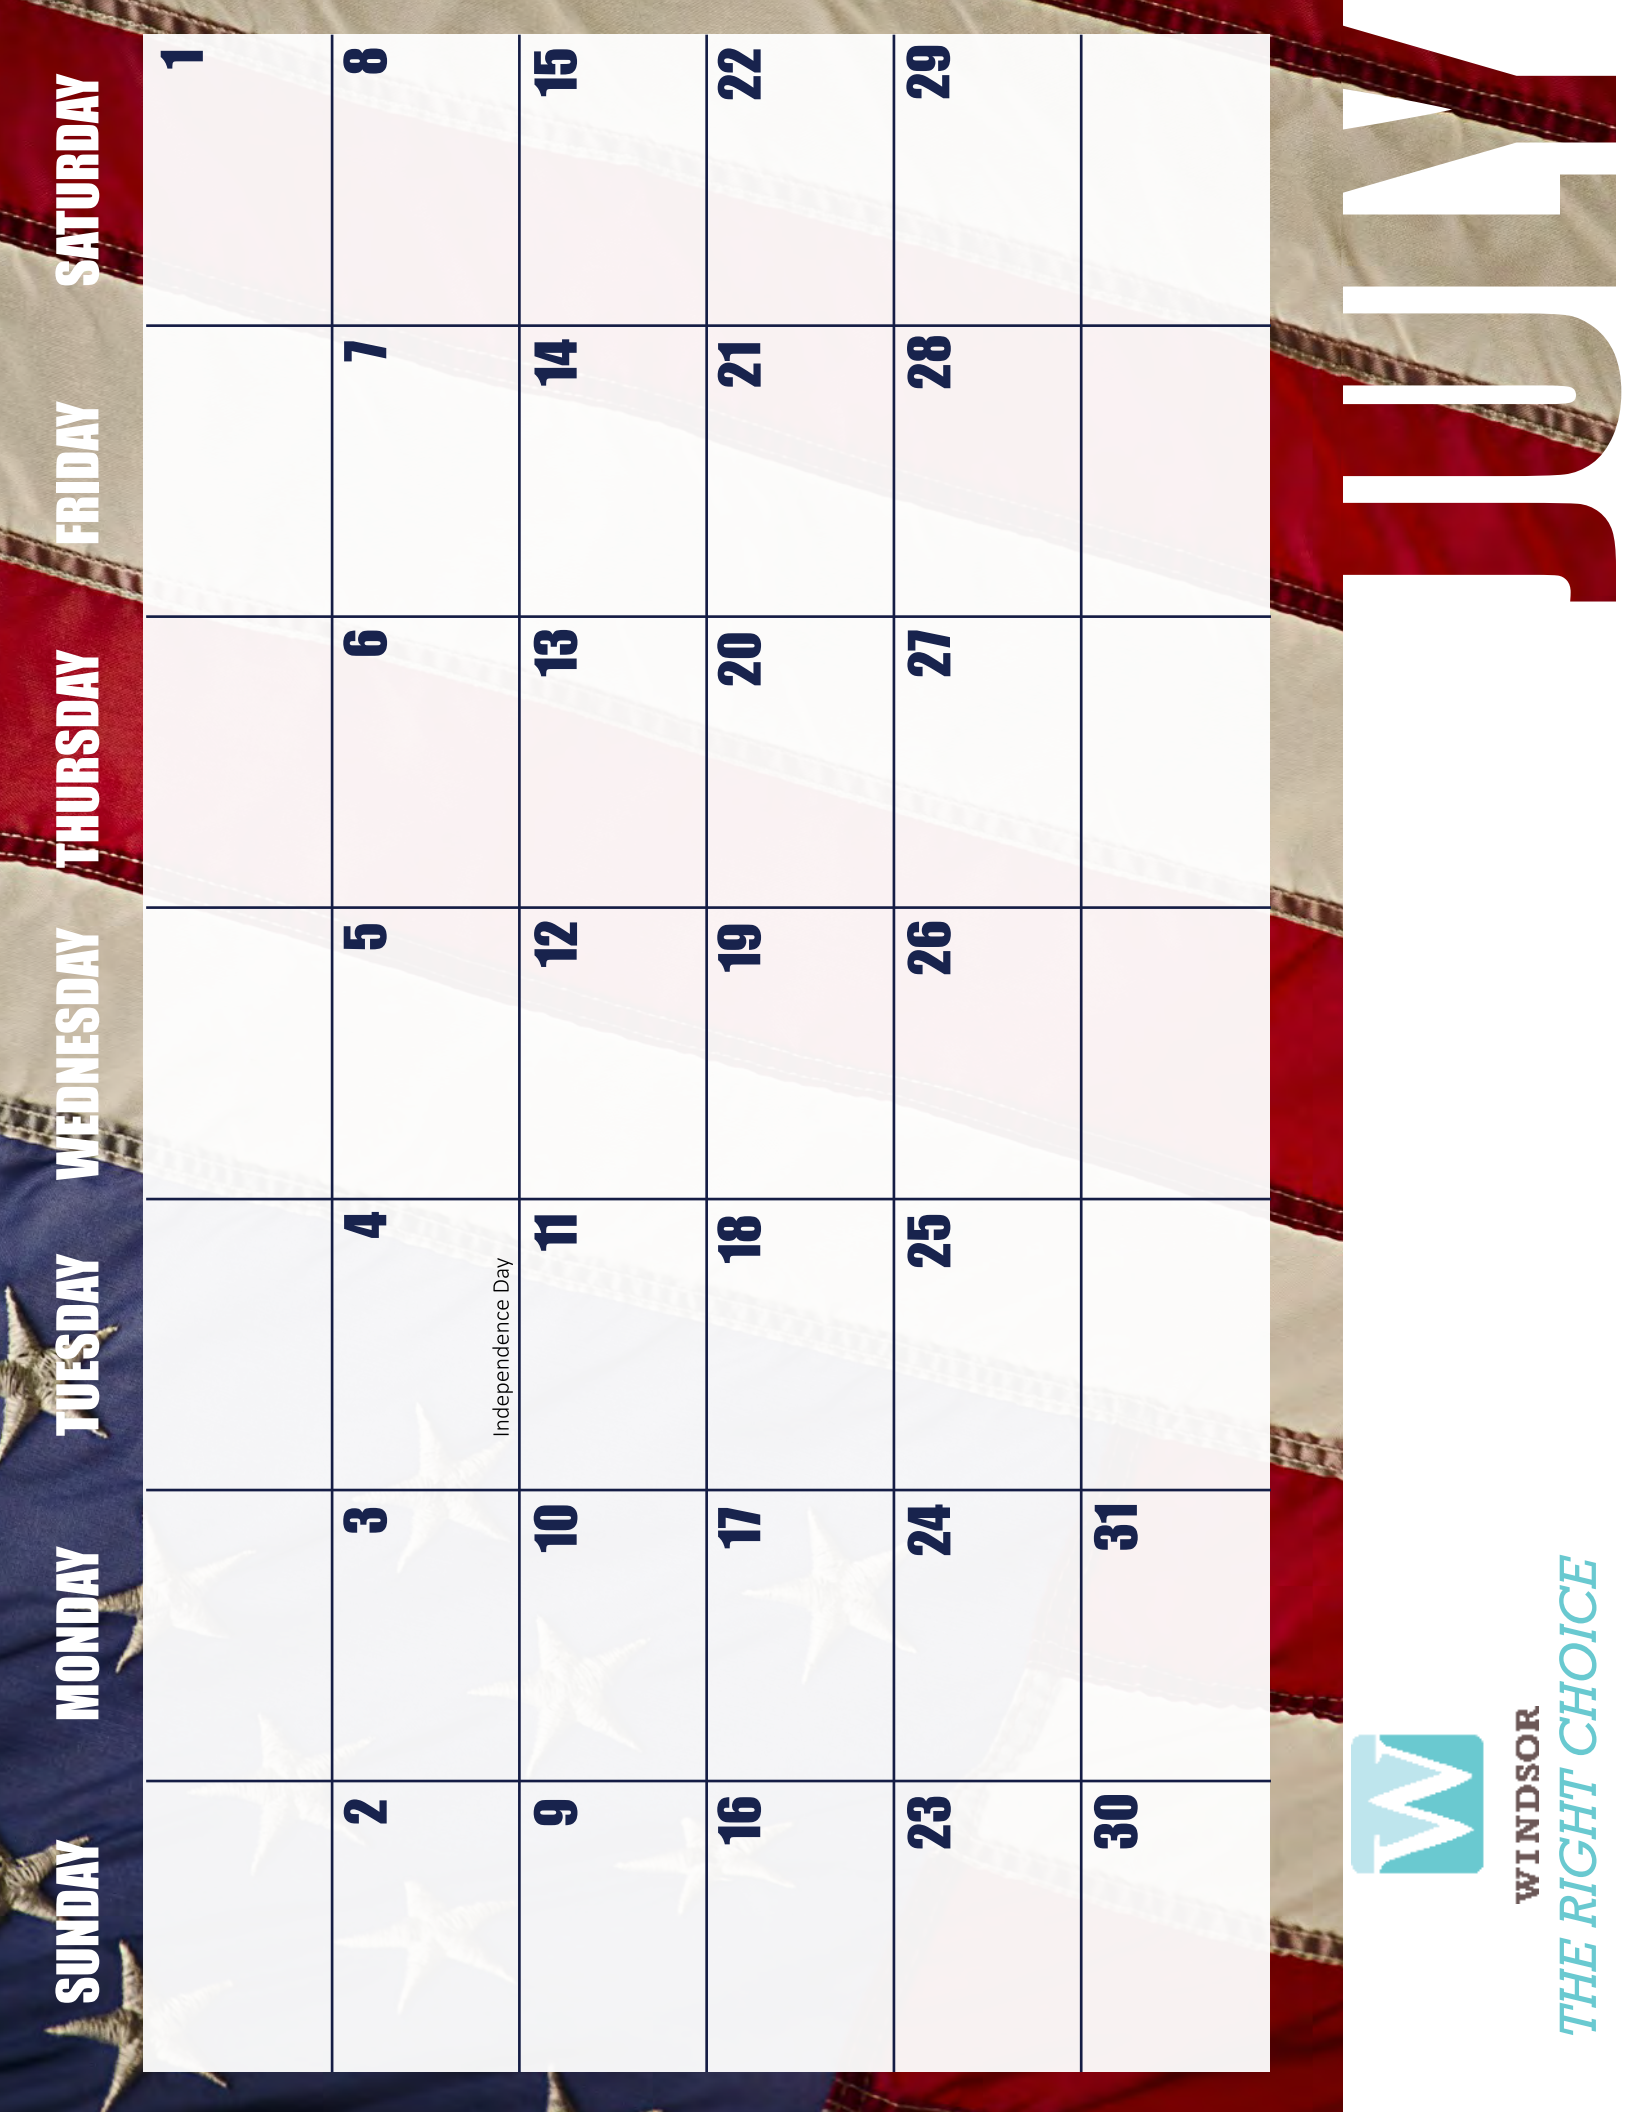 SUNDAY MONDAY TUESDAY WEDNESDAY THURSDAY FRIDAY SATURDAY
1
2 3 4 5 6 7 8
Independence Day
9 10 11 12 13 14 15
16 17 18 19 20 21 22
23 24 25 26 27 28 29
30 31
JULY
W
WINDSOR
THE RIGHT CHOICE